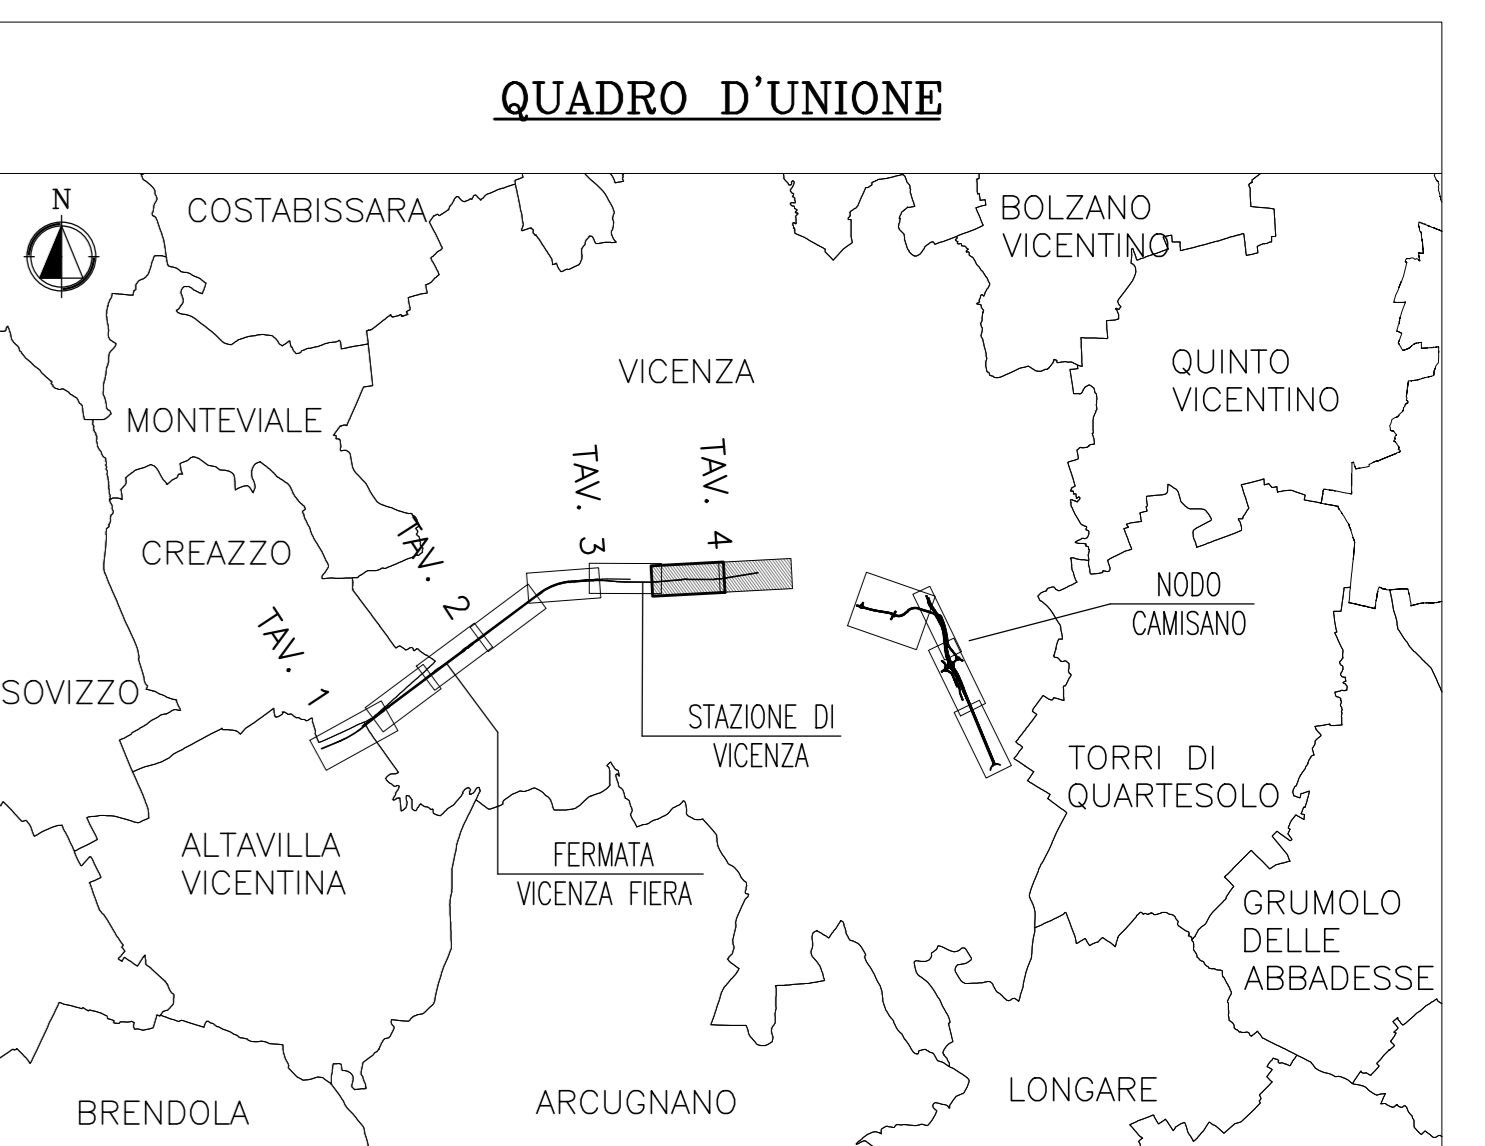 QUADRO D'UNIONE
N
COSTABISSARA
BOLZANO
VICENTINO
VICENZA
QUINTO
VICENTINO
MONTEVIALE
TAV. 3
TAV. 4
CREAZZO
TAV. 2
NODO
CAMISANO
TAV. 1
SOVIZZO
STAZIONE DI
VICENZA
TORRI DI
QUARTESOLO
ALTAVILLA
VICENTINA
FERMATA
VICENZA FIERA
GRUMOLO
DELLE
ABBADESSE
BRENDOLA
ARCUGNANO
LONGARE